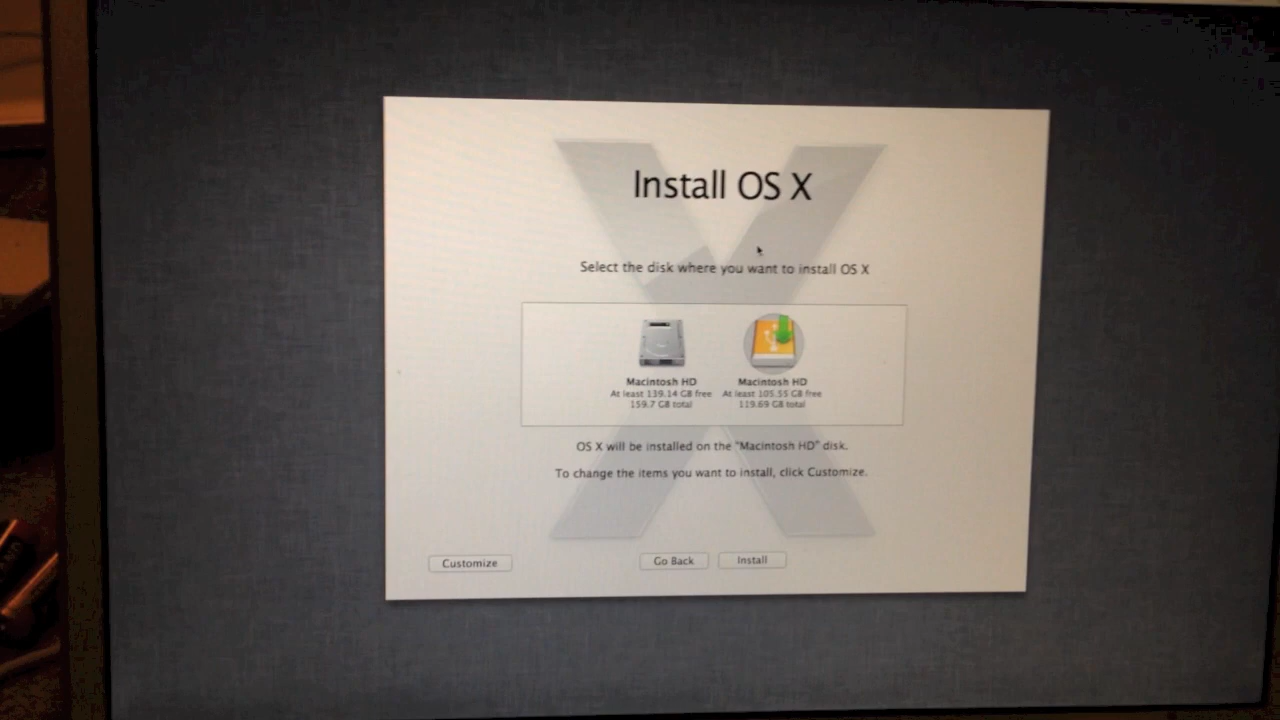 Install OS X
Select the disk where you want to install OS X
Macintosh HD
At least 139.14 GB free
159.7 GB total
Macintosh HD
At least 105.55 GB free
119.69 GB total
OS X will be installed on the "Macintosh HD" disk.
To change the items you want to install, click Customize.
Customize
Go Back
Install